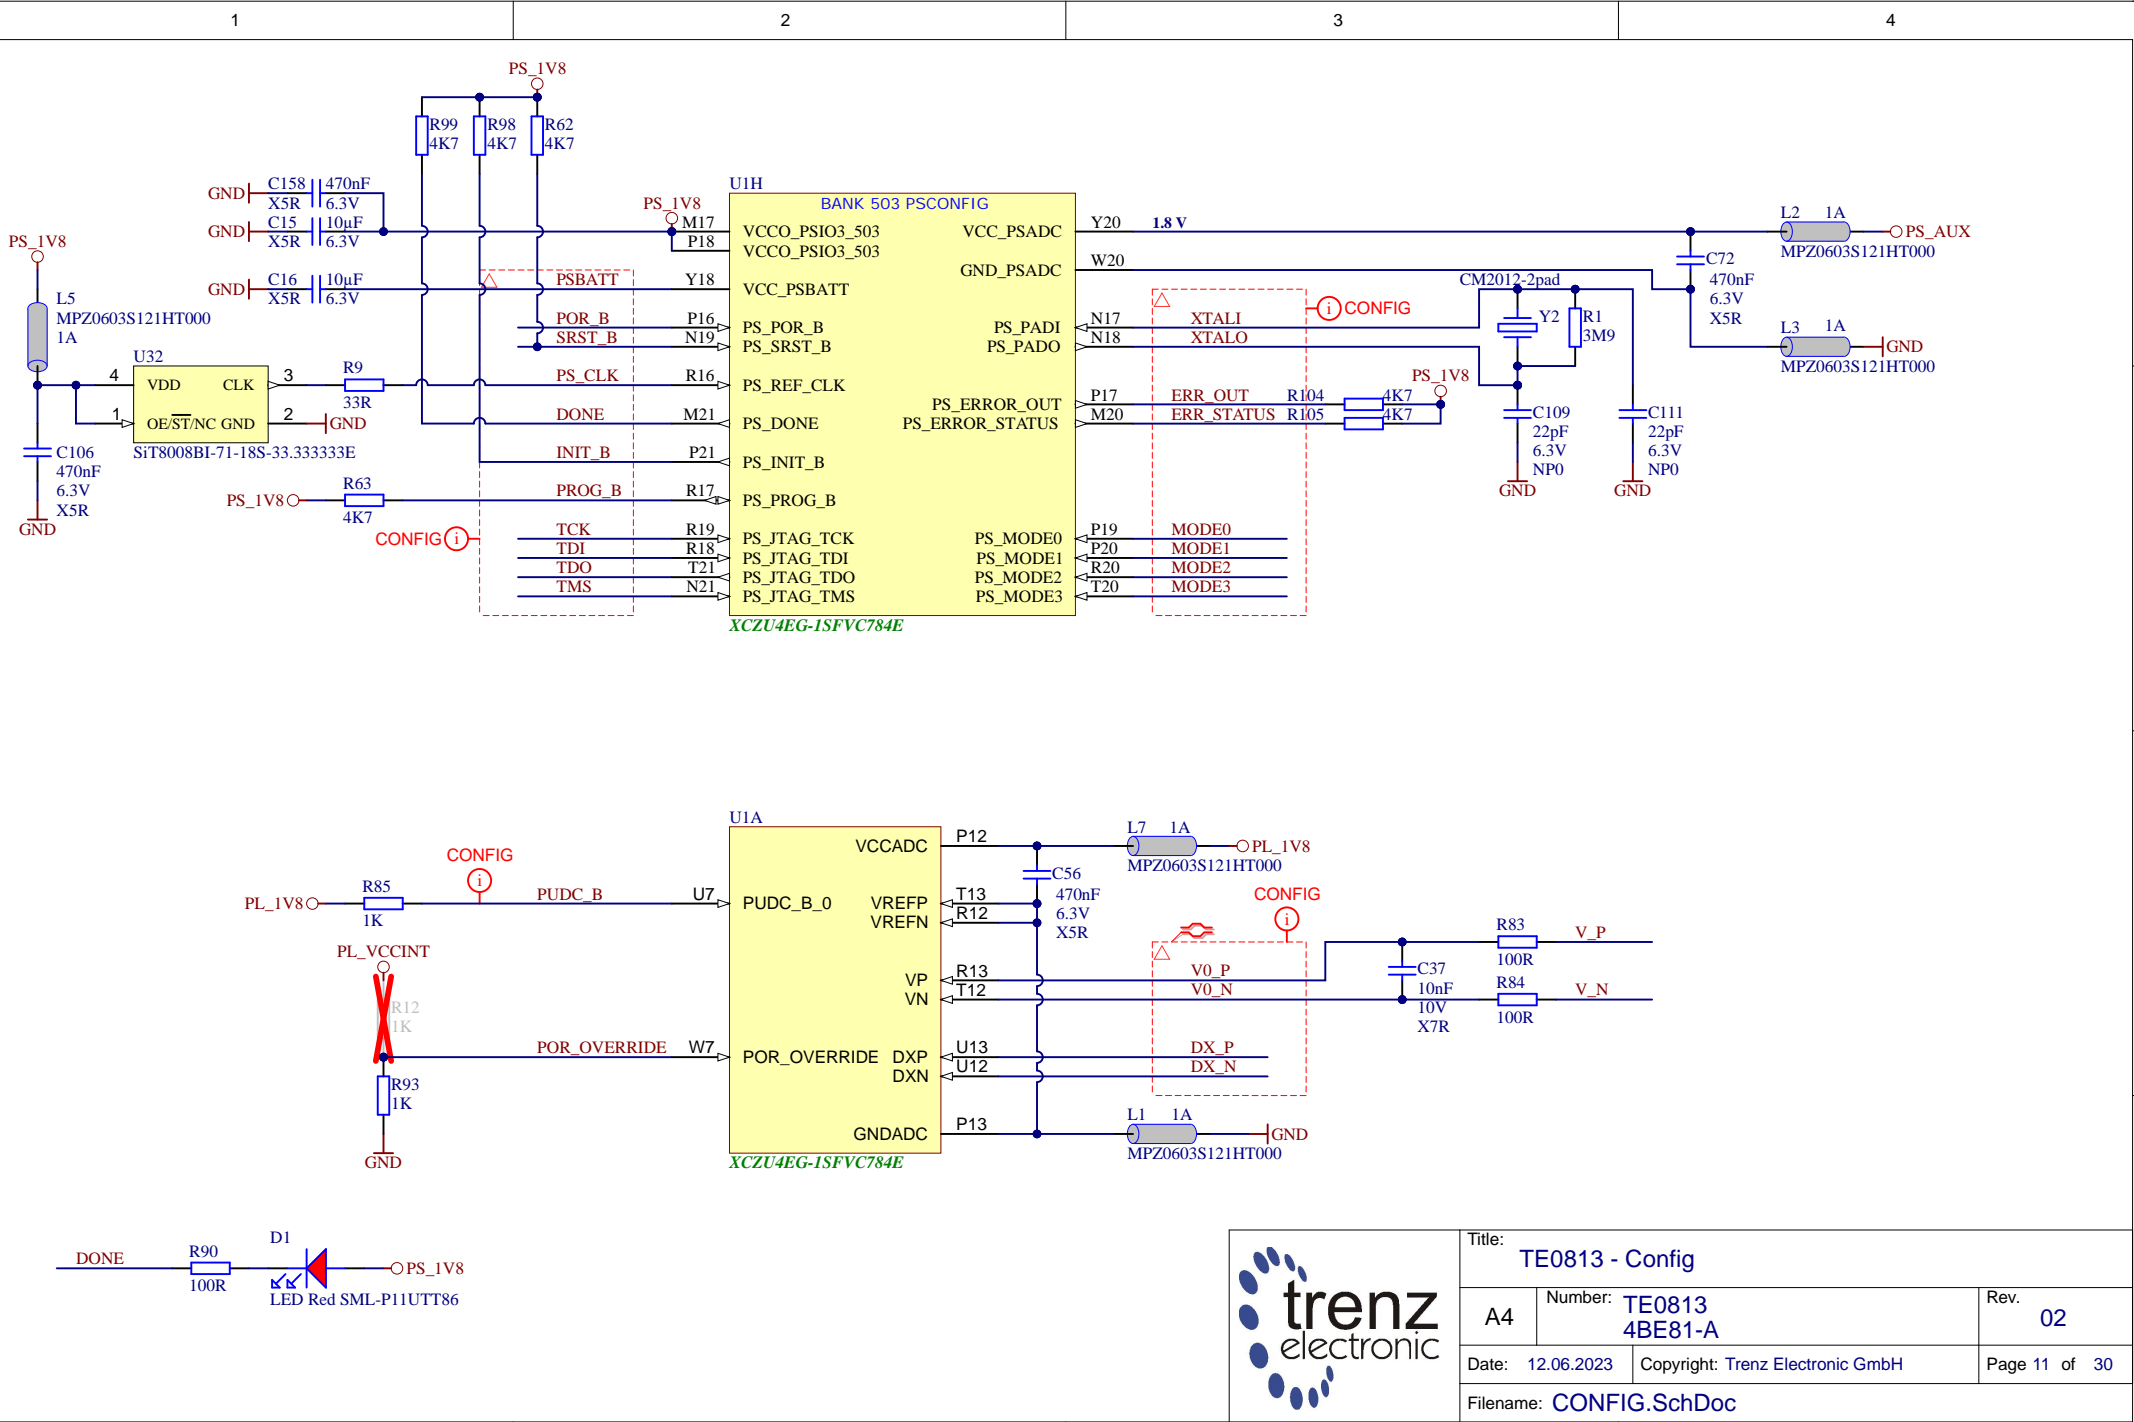 1 2 3 4
PS_1V8
R99 R98 R62
4K7 4K7 4K7
GND C158 470nF
X5R 6.3V
GND C15 10µF
X5R 6.3V
GND C16 10µF
X5R 6.3V
PS_1V8
L5
MPZ0603S121HT000
1A
U32
4 VDD CLK 3
1 OE/ST/NC GND 2 GND
SiT8008BI-71-18S-33.333333E
R9
33R
C106
470nF
6.3V
X5R
GND
PS_1V8 R63
4K7
CONFIG i
PS_1V8
U1H
BANK 503 PSCONFIG
M17 VCCO_PSIO3_503
P18 VCCO_PSIO3_503
PSBATT Y18 VCC_PSBATT
POR_B P16 PS_POR_B
SRST_B N19 PS_SRST_B
PS_CLK R16 PS_REF_CLK
DONE M21 PS_DONE
INIT_B P21 PS_INIT_B
PROG_B R17 PS_PROG_B
TCK R19 PS_JTAG_TCK
TDI R18 PS_JTAG_TDI
TDO T21 PS_JTAG_TDO
TMS N21 PS_JTAG_TMS
VCC_PSADC Y20 1.8 V
GND_PSADC W20
PS_PADI N17 XTALI
PS_PADO N18 XTALO
PS_ERROR_OUT P17 ERR_OUT R104 4K7
PS_ERROR_STATUS M20 ERR_STATUS R105 4K7
PS_MODE0 P19 MODE0
PS_MODE1 P20 MODE1
PS_MODE2 R20 MODE2
PS_MODE3 T20 MODE3
XCZU4EG-1SFVC784E
i CONFIG
PS_1V8
CM2012-2pad
Y2 R1
3M9
C109
22pF
6.3V
NP0
GND
C111
22pF
6.3V
NP0
GND
C72
470nF
6.3V
X5R
L2 1A
PS_AUX
MPZ0603S121HT000
L3 1A
GND
MPZ0603S121HT000
U1A
CONFIG
i
PL_1V8 R85 PUDC_B U7 PUDC_B_0
1K
PL_VCCINT
R12
1K
POR_OVERRIDE W7 POR_OVERRIDE
R93
1K
GND
VCCADC P12
VREFP T13
VREFN R12
VP R13 V0_P
VN T12 V0_N
DXP U13 DX_P
DXN U12 DX_N
GNDADC P13
XCZU4EG-1SFVC784E
L7 1A
PL_1V8
MPZ0603S121HT000
C56
470nF
6.3V
X5R
CONFIG
i
C37
10nF
10V
X7R
R83 V_P
100R
R84 V_N
100R
L1 1A
GND
MPZ0603S121HT000
DONE R90 D1 PS_1V8
100R
LED Red SML-P11UTT86
trenz
electronic
Title:
TE0813 - Config
A4 Number: TE0813
4BE81-A
Rev.
02
Date: 12.06.2023 Copyright: Trenz Electronic GmbH Page 11 of 30
Filename: CONFIG.SchDoc